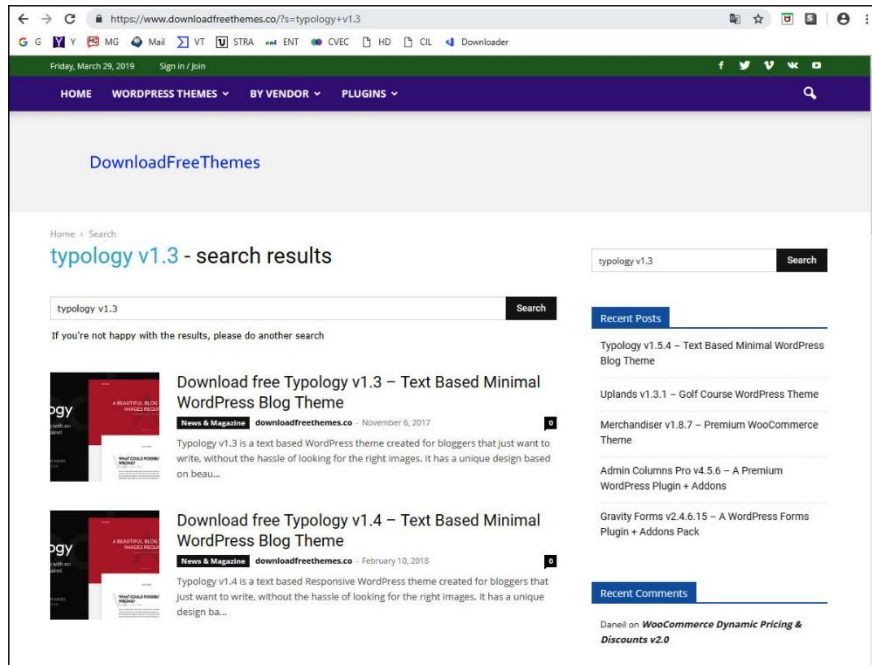 https://www.downloadfreethemes.co/?s=typology+v1.3
G Y MG Mail VT STRA ENT CVEC HD CIL Downloader
Friday, March 29, 2019 Sign in / Join
HOME WORDPRESS THEMES BY VENDOR PLUGINS
DownloadFreeThemes
Home › Search
typology v1.3 - search results
typology v1.3 Search
If you're not happy with the results, please do another search
Download free Typology v1.3 – Text Based Minimal
WordPress Blog Theme
News & Magazine downloadfreethemes.co - November 6, 2017 0
Typology v1.3 is a text based WordPress theme created for bloggers that just want to
write, without the hassle of looking for the right images. It has a unique design based
on beau...
Download free Typology v1.4 – Text Based Minimal
WordPress Blog Theme
News & Magazine downloadfreethemes.co - February 10, 2018 0
Typology v1.4 is a text based Responsive WordPress theme created for bloggers that
just want to write, without the hassle of looking for the right images. It has a unique
design ba...
typology v1.3 Search
Recent Posts
Typology v1.5.4 – Text Based Minimal WordPress
Blog Theme
Uplands v1.3.1 – Golf Course WordPress Theme
Merchandiser v1.8.7 – Premium WooCommerce
Theme
Admin Columns Pro v4.5.6 – A Premium
WordPress Plugin + Addons
Gravity Forms v2.4.6.15 – A WordPress Forms
Plugin + Addons Pack
Recent Comments
Daneil on WooCommerce Dynamic Pricing &
Discounts v2.0